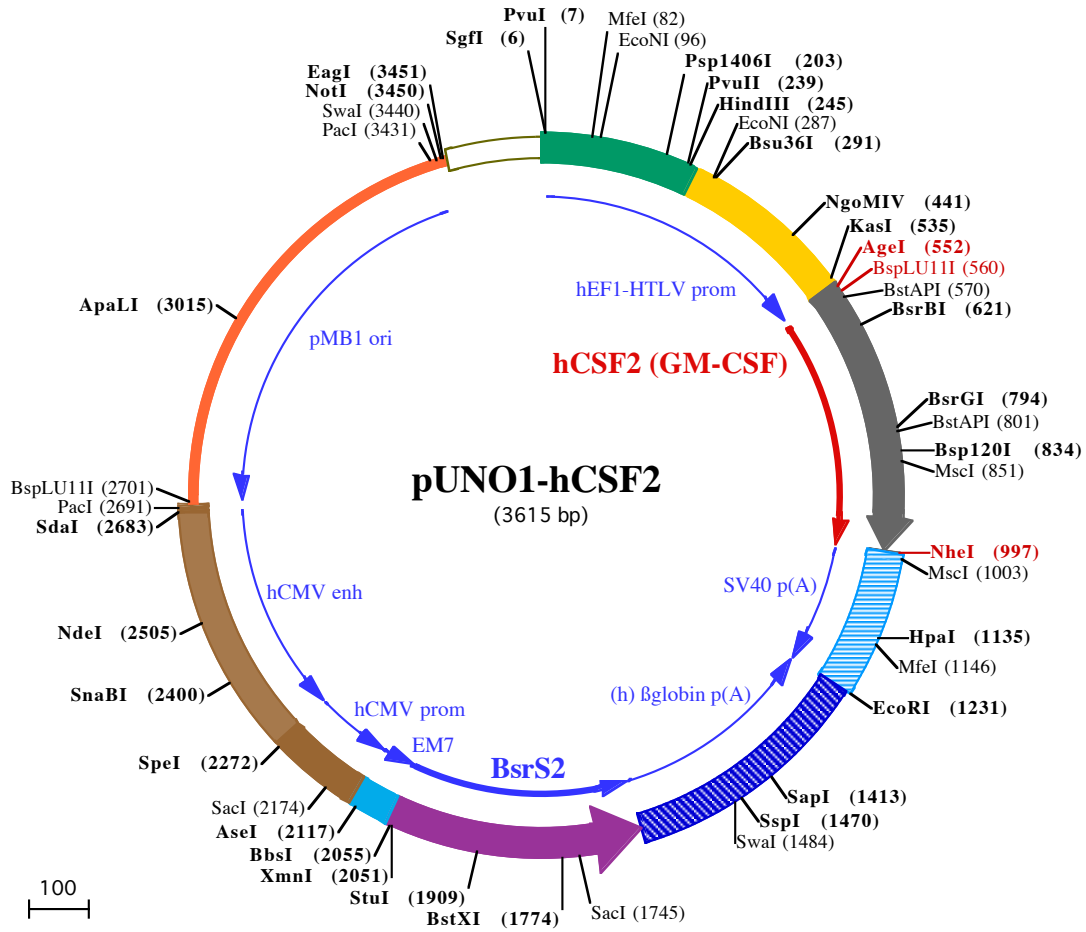 PvuI (7)
SgfI (6)
MfeI (82)
EcoNI (96)
Psp1406I (203)
PvuII (239)
HindIII (245)
EcoNI (287)
Bsu36I (291)
NgoMIV (441)
KasI (535)
AgeI (552)
BspLU11I (560)
BstAPI (570)
BsrBI (621)
BsrGI (794)
BstAPI (801)
Bsp120I (834)
MscI (851)
NheI (997)
MscI (1003)
HpaI (1135)
MfeI (1146)
EcoRI (1231)
SapI (1413)
SspI (1470)
SwaI (1484)
SacI (1745)
BstXI (1774)
StuI (1909)
XmnI (2051)
BbsI (2055)
AseI (2117)
SacI (2174)
SpeI (2272)
SnaBI (2400)
NdeI (2505)
SdaI (2683)
PacI (2691)
BspLU11I (2701)
ApaLI (3015)
PacI (3431)
SwaI (3440)
NotI (3450)
EagI (3451)
hEF1-HTLV prom
hCSF2 (GM-CSF)
SV40 p(A)
(h) ßglobin p(A)
BsrS2
EM7
hCMV prom
hCMV enh
pMB1 ori
pUNO1-hCSF2
(3615 bp)
100